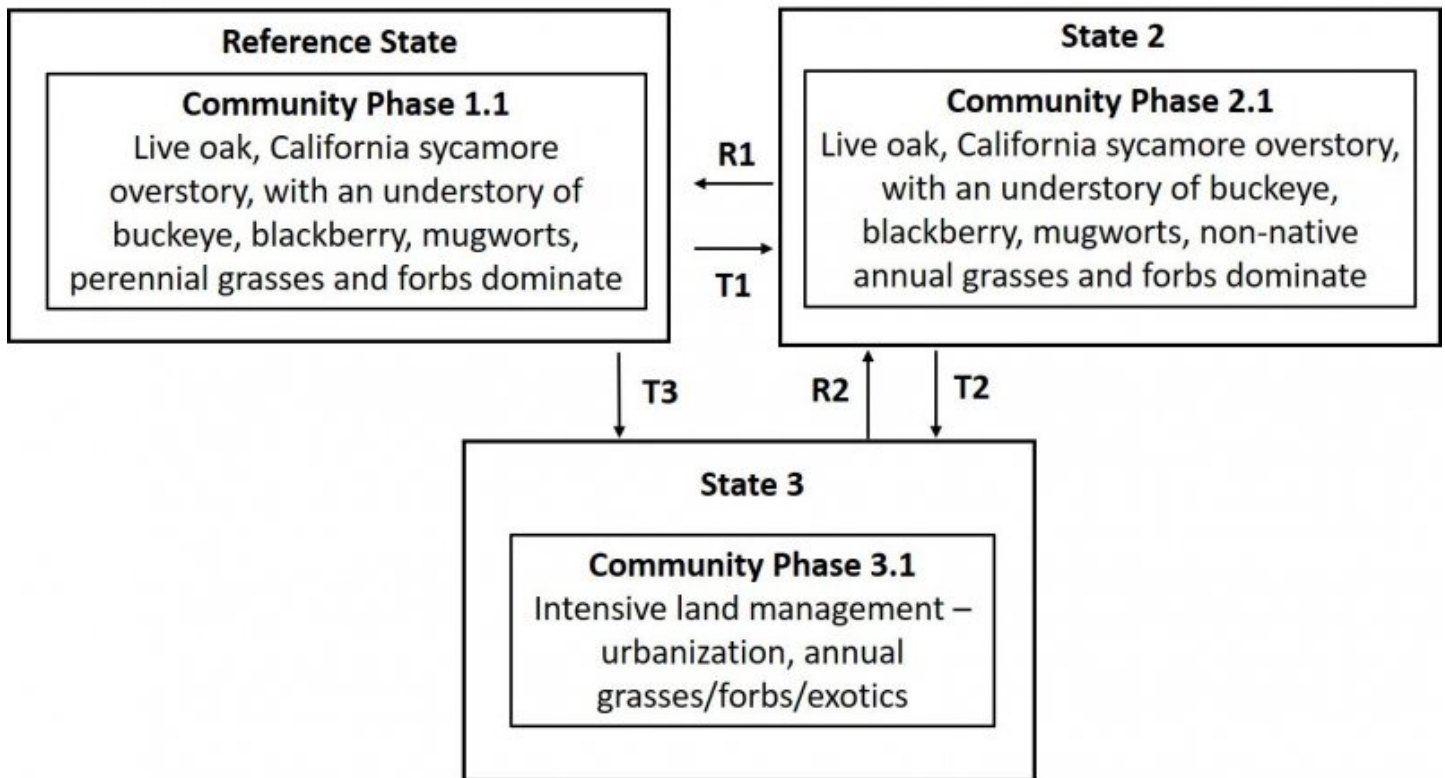 Reference State
Community Phase 1.1
Live oak, California sycamore
overstory, with an understory of
buckeye, blackberry, mugworts,
perennial grasses and forbs dominate
R1
T1
State 2
Community Phase 2.1
Live oak, California sycamore overstory,
with an understory of buckeye,
blackberry, mugworts, non-native
annual grasses and forbs dominate
T3
R2
T2
State 3
Community Phase 3.1
Intensive land management –
urbanization, annual
grasses/forbs/exotics